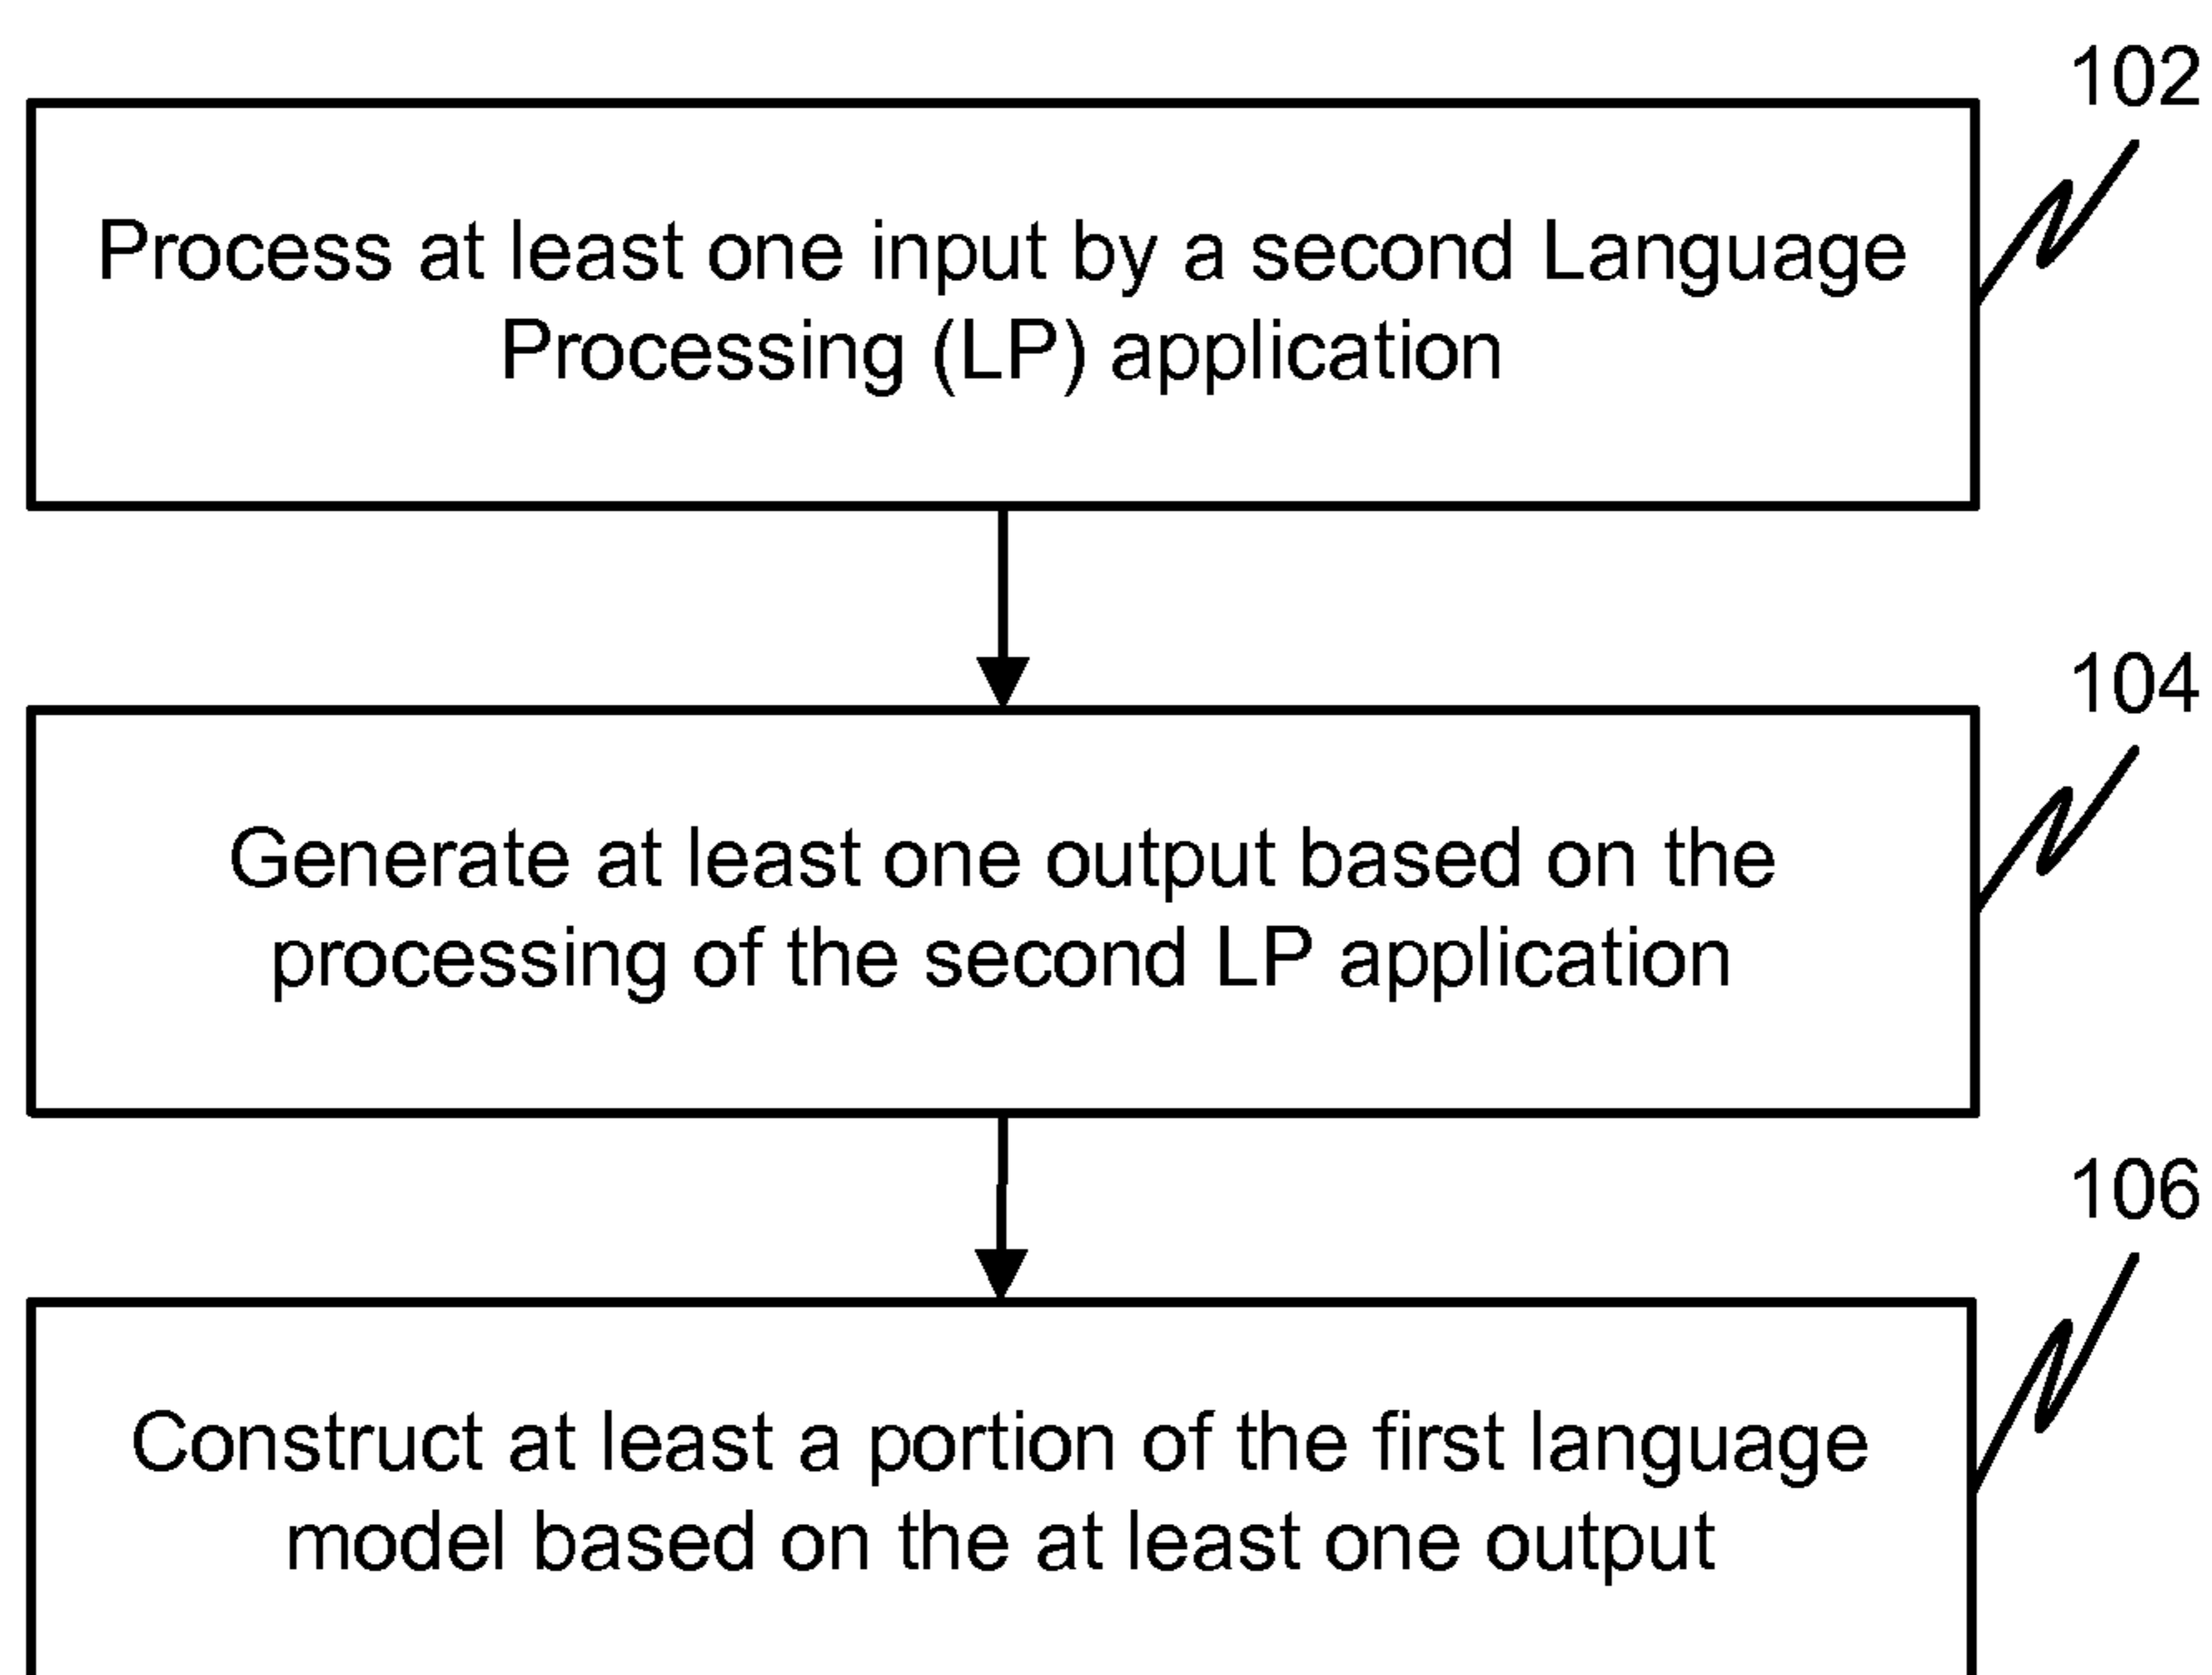 102
Process at least one input by a second Language
Processing (LP) application
104
Generate at least one output based on the
processing of the second LP application
106
Construct at least a portion of the first language
model based on the at least one output